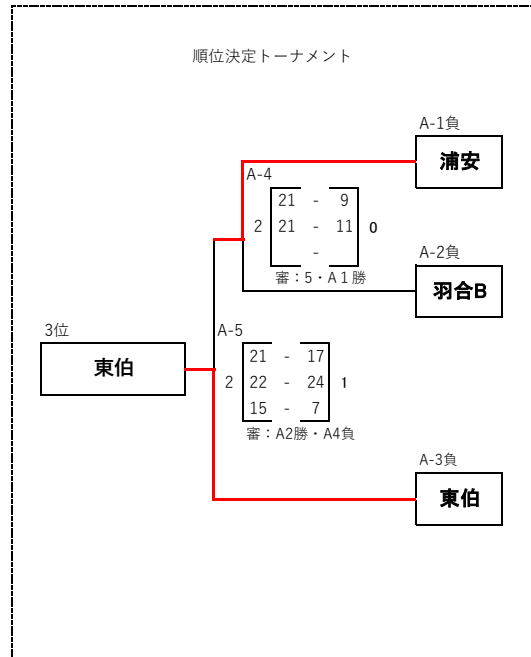 順位決定トーナメント
A-1負
浦安
A-4
21 - 9
2 21 - 11 0
-
審：5・A１勝
A-2負
羽合B
3位
東伯
A-5
21 - 17
2 22 - 24 1
15 - 7
審：A2勝・A4負
A-3負
東伯